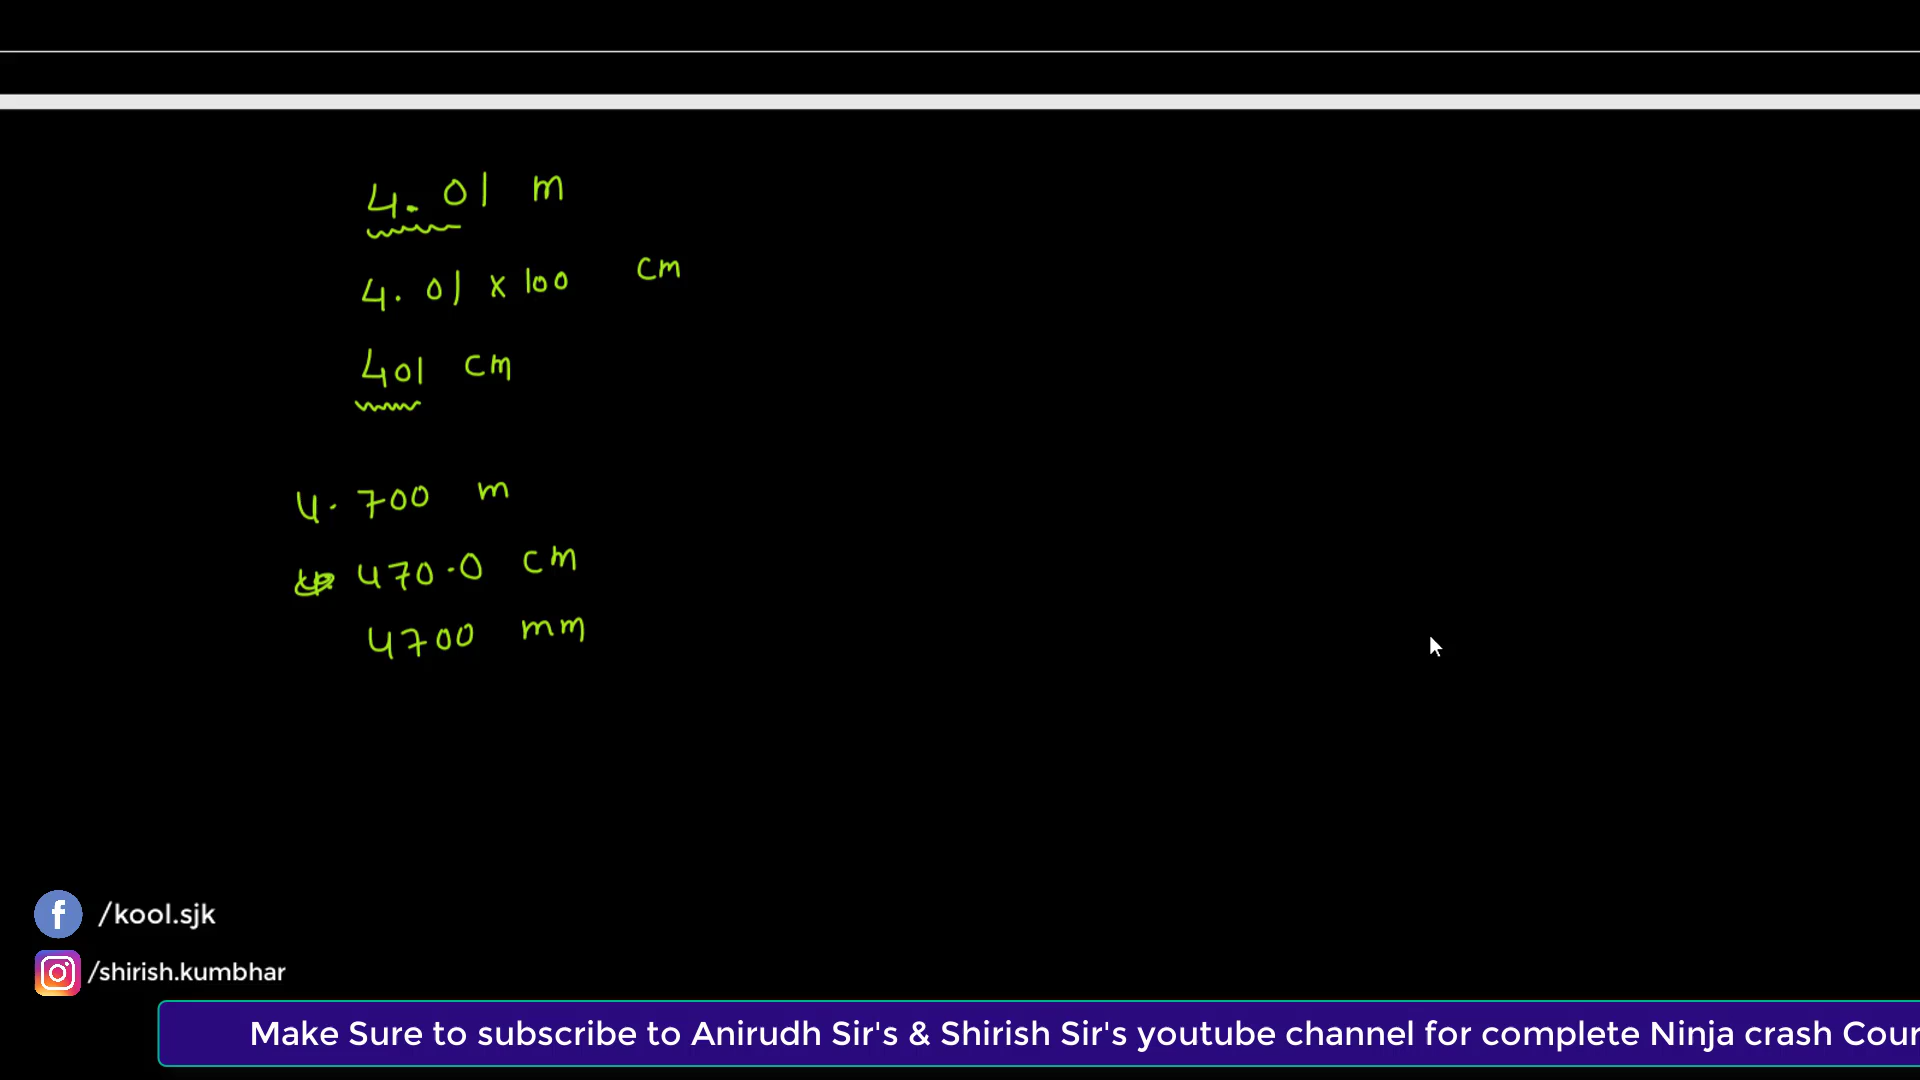 4.01 m
4.01 x 100 cm
401 cm
4.700 m
470.0 cm
4700 mm
/kool.sjk
/shirish.kumbhar
Make Sure to subscribe to Anirudh Sir's & Shirish Sir's youtube channel for complete Ninja crash Cour